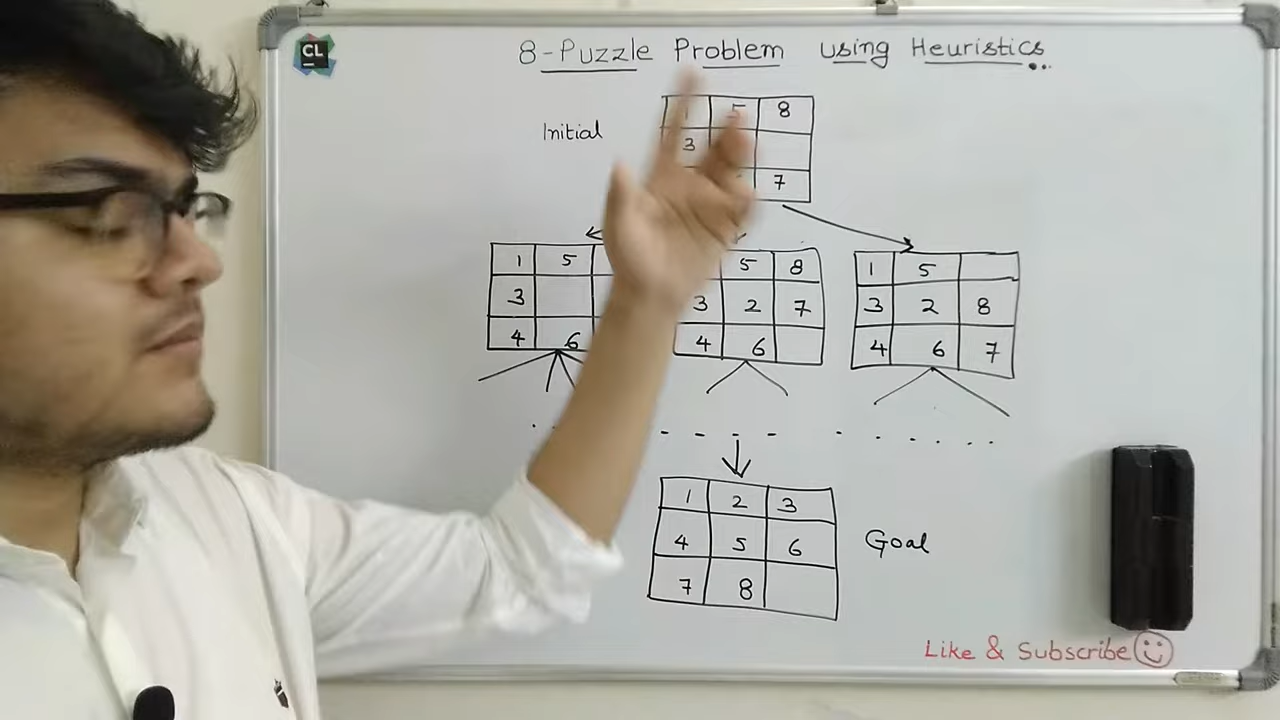 CL
8-Puzzle Problem using Heuristics
Initial
5 8
3
7
1 5
3
4 6
5 8
3 2 7
4 6
1 5
3 2 8
4 6 7
1 2 3
4 5 6
7 8
Goal
Like & Subscribe